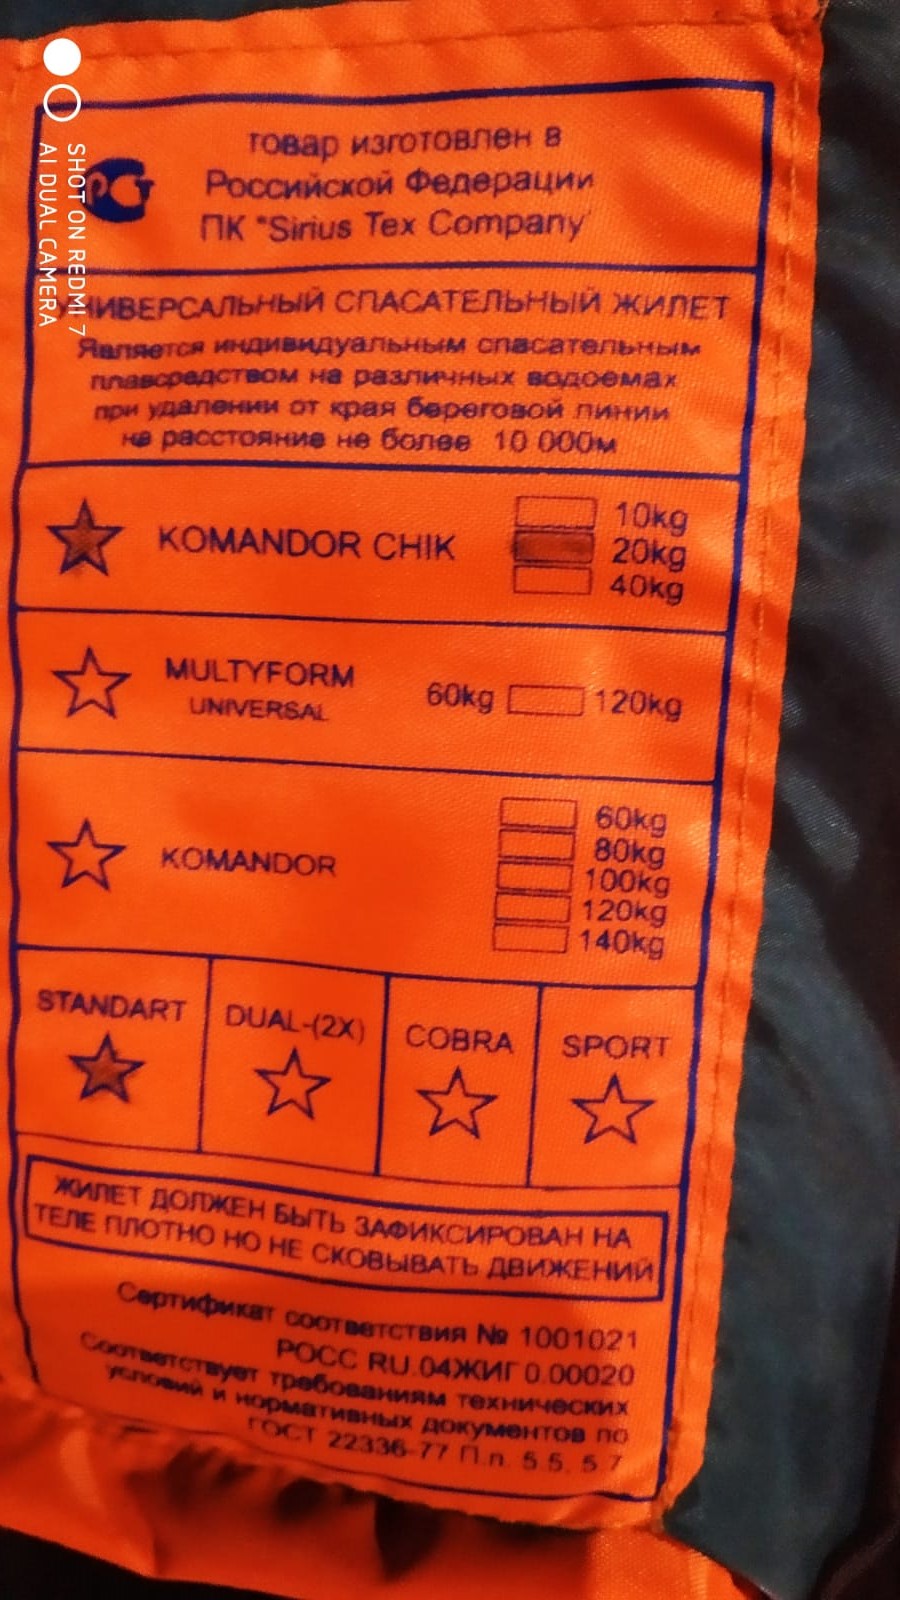 товар изготовлен в
Российской Федерации
ПК "Sirius Tex Company"
УНИВЕРСАЛЬНЫЙ СПАСАТЕЛЬНЫЙ ЖИЛЕТ
Является индивидуальным спасательным
плавсредством на различных водоемах
при удалении от края береговой линии
на расстояние не более 10 000м
KOMANDOR CHIK
10kg
20kg
40kg
MULTYFORM
UNIVERSAL
60kg 120kg
KOMANDOR
60kg
80kg
100kg
120kg
140kg
STANDART
DUAL-(2X)
COBRA
SPORT
ЖИЛЕТ ДОЛЖЕН БЫТЬ ЗАФИКСИРОВАН НА
ТЕЛЕ ПЛОТНО НО НЕ СКОВЫВАТЬ ДВИЖЕНИЙ
Сертификат соответствия № 1001021
РОСС RU.04ЖИГ0.00020
Соответствует требованиям технических
условий и нормативных документов по
ГОСТ 22336-77 П.п. 5.5. 5.7
SHOT ON REDMI 7
AI DUAL CAMERA